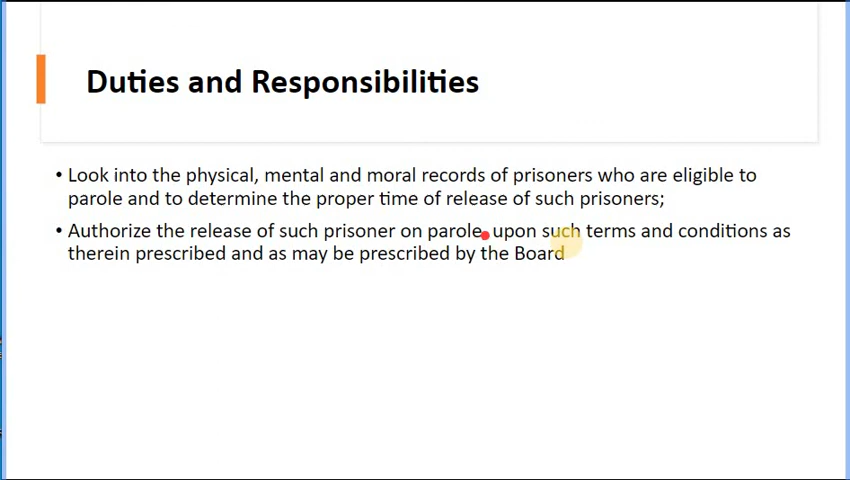 Duties and Responsibilities
• Look into the physical, mental and moral records of prisoners who are eligible to
parole and to determine the proper time of release of such prisoners;
• Authorize the release of such prisoner on parole, upon such terms and conditions as
therein prescribed and as may be prescribed by the Board